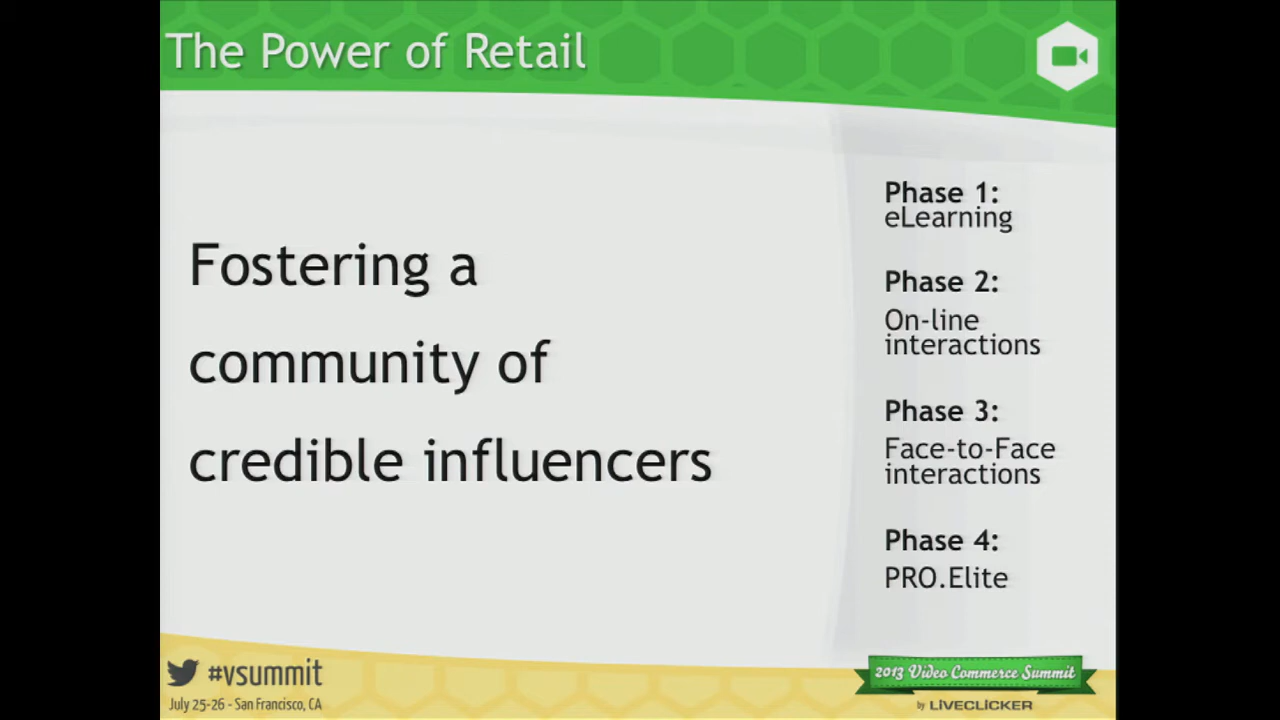 The Power of Retail
Fostering a
community of
credible influencers
Phase 1:
eLearning
Phase 2:
On-line
interactions
Phase 3:
Face-to-Face
interactions
Phase 4:
PRO.Elite
#vsummit
July 25-26 - San Francisco, CA
2013 Video Commerce Summit
by LIVECLICKER